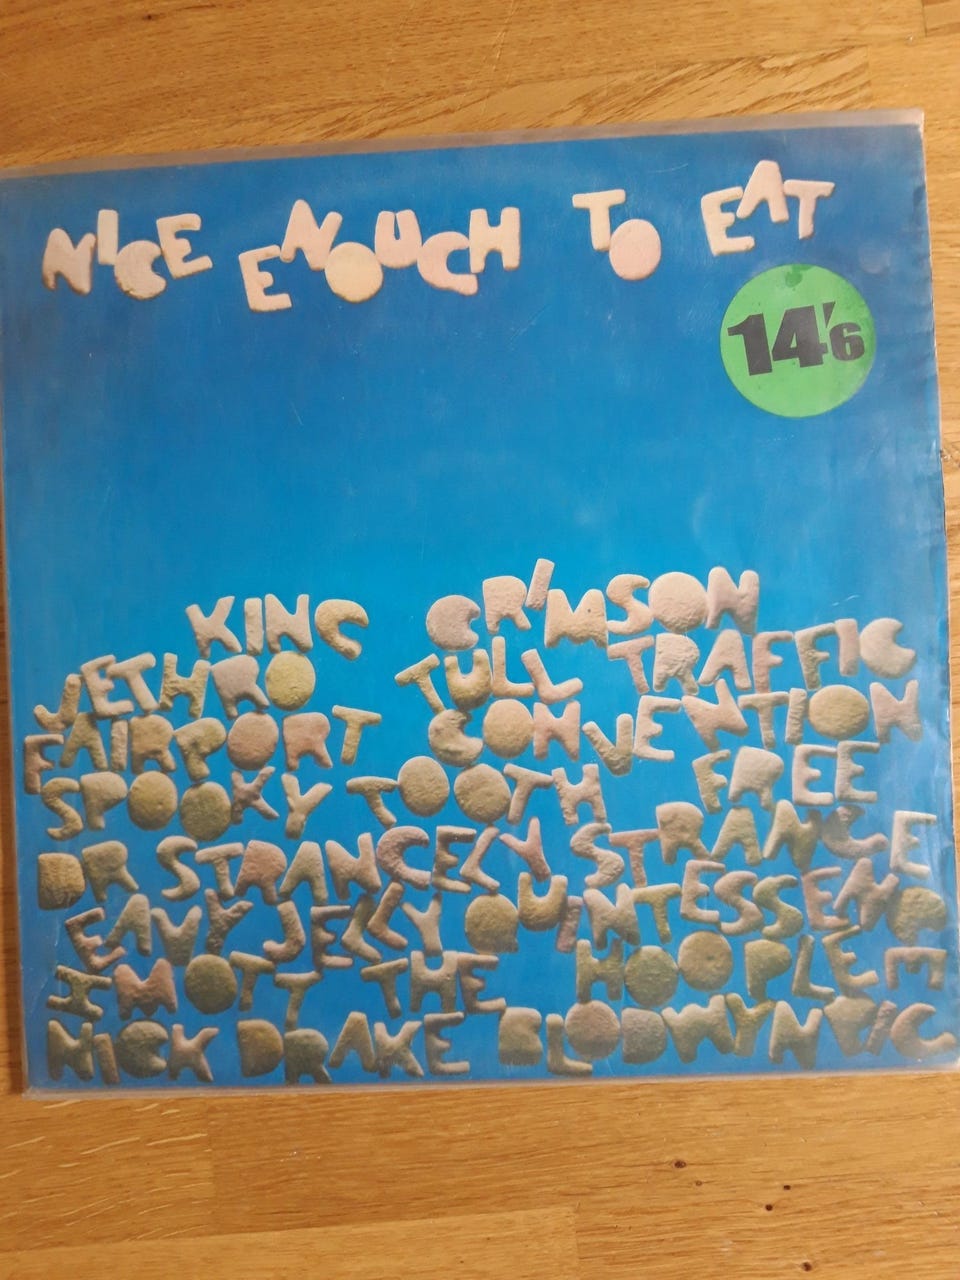 NICE ENOUGH TO EAT
14'6
KING CRIMSON
JETHRO TULL TRAFFIC
FAIRPORT CONVENTION
SPOOKY TOOTH FREE
DR STRANGELY STRANGE
HEAVY JELLY QUINTESSENCE
MOTT THE HOOPLE
NICK DRAKE BLODWYN PIG